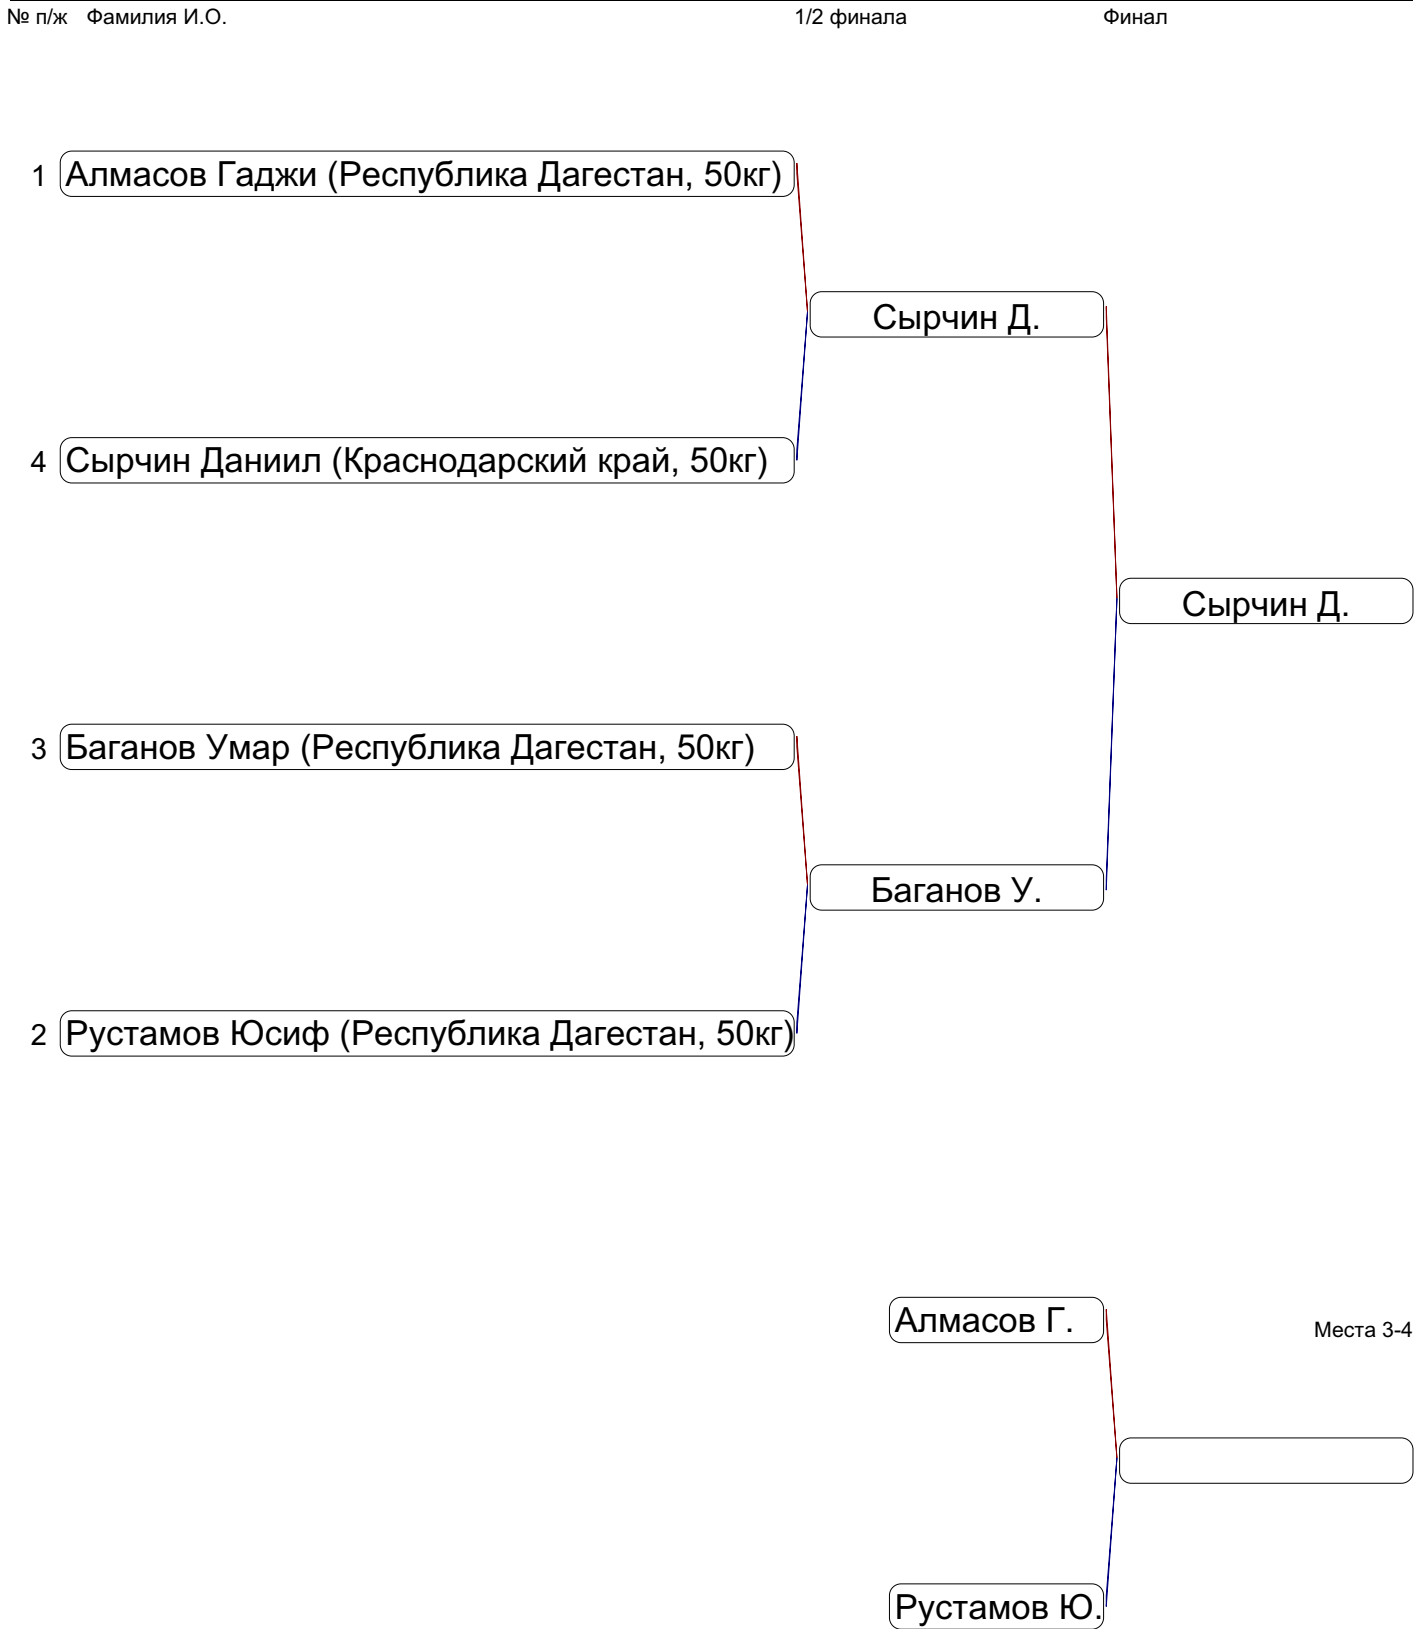 № п/ж Фамилия И.О. 1/2 финала Финал
1 Алмасов Гаджи (Республика Дагестан, 50кг)
Сырчин Д.
4 Сырчин Даниил (Краснодарский край, 50кг)
Сырчин Д.
3 Баганов Умар (Республика Дагестан, 50кг)
Баганов У.
2 Рустамов Юсиф (Республика Дагестан, 50кг)
Алмасов Г. Места 3-4
Рустамов Ю.